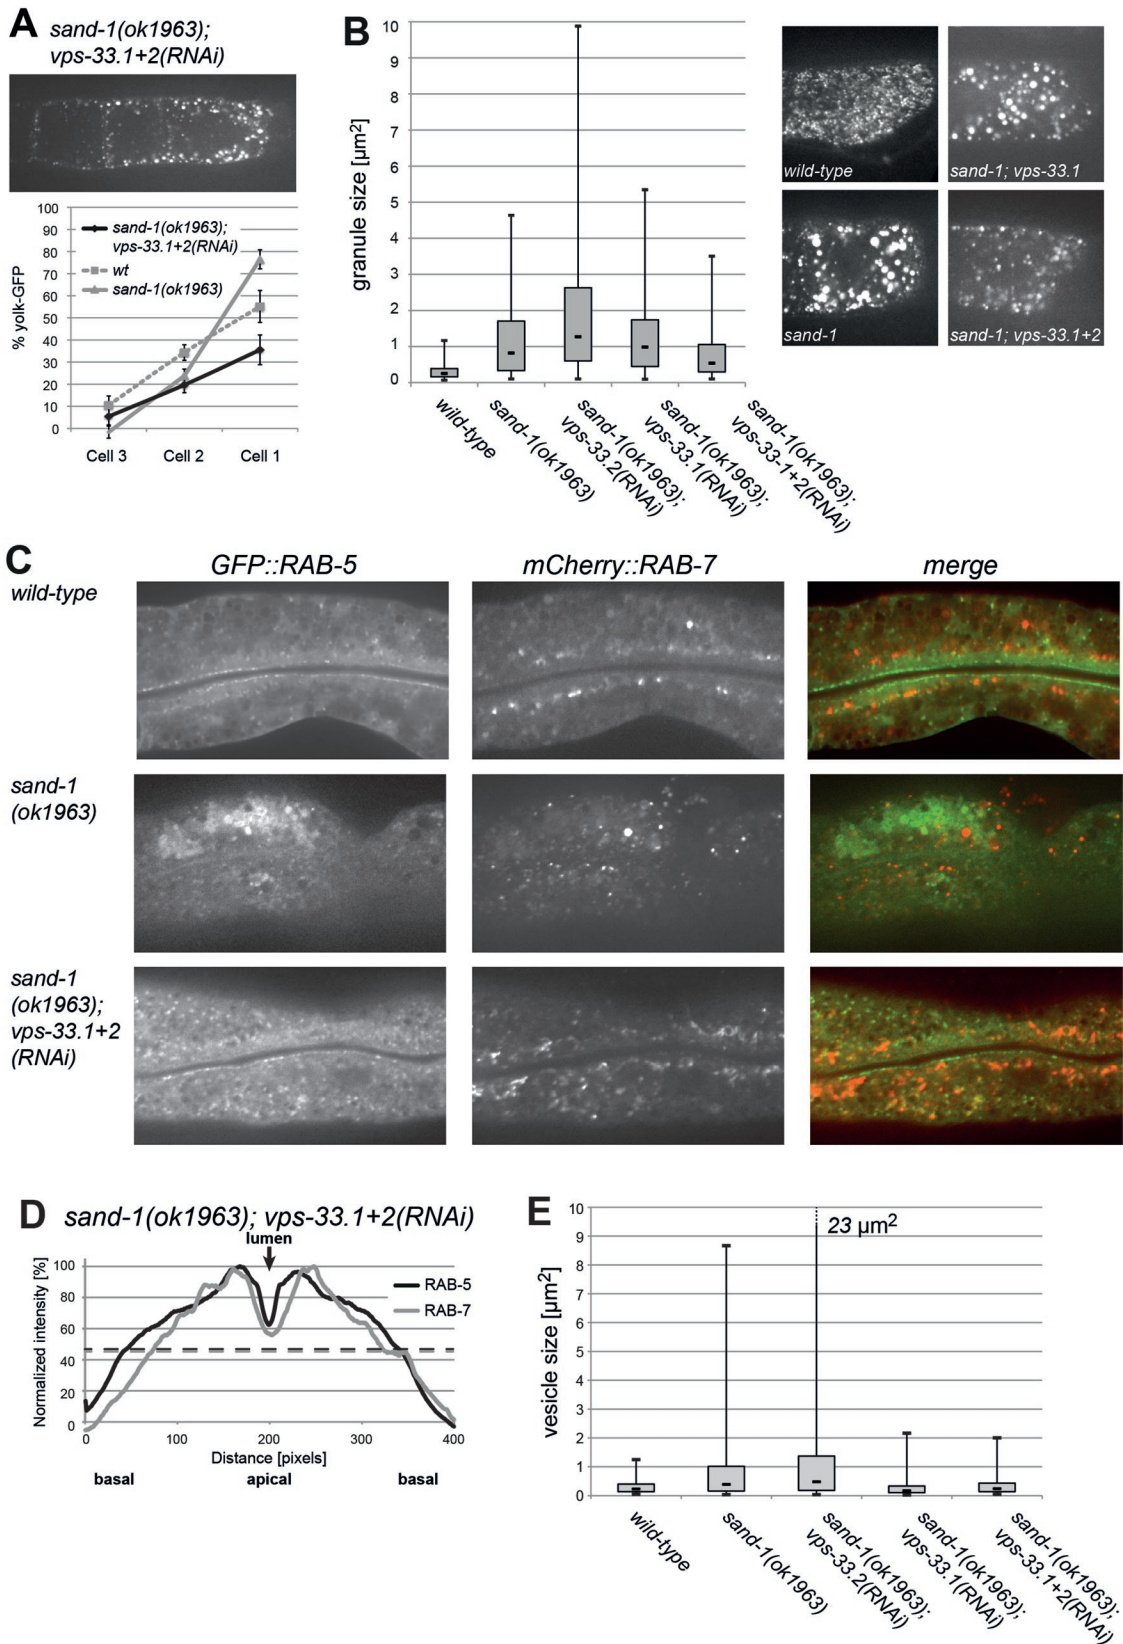 A
sand-1(ok1963);
vps-33.1+2(RNAi)
100
90
80
70
60
50
40
30
20
10
0
% yolk-GFP
sand-1(ok1963);
vps-33.1+2(RNAi)
wt
sand-1(ok1963)
Cell 3 Cell 2 Cell 1
B
10
9
8
7
6
5
4
3
2
1
0
granule size [µm²]
wild-type
sand-1(ok1963)
sand-1(ok1963);
vps-33.2(RNAi)
sand-1(ok1963);
vps-33.1(RNAi)
sand-1(ok1963);
vps-33-1+2(RNAi)
wild-type
sand-1; vps-33.1
sand-1
sand-1; vps-33.1+2
C
GFP::RAB-5 mCherry::RAB-7 merge
wild-type
sand-1
(ok1963)
sand-1
(ok1963);
vps-33.1+2
(RNAi)
D
sand-1(ok1963); vps-33.1+2(RNAi)
lumen
Normalized intensity [%]
100
80
60
40
20
0
RAB-5
RAB-7
0 100 200 300 400
Distance [pixels]
basal apical basal
E
10
9
8
7
6
5
4
3
2
1
0
vesicle size [µm²]
23 µm²
wild-type
sand-1(ok1963)
sand-1(ok1963);
vps-33.2(RNAi)
sand-1(ok1963);
vps-33.1(RNAi)
sand-1(ok1963);
vps-33.1+2(RNAi)